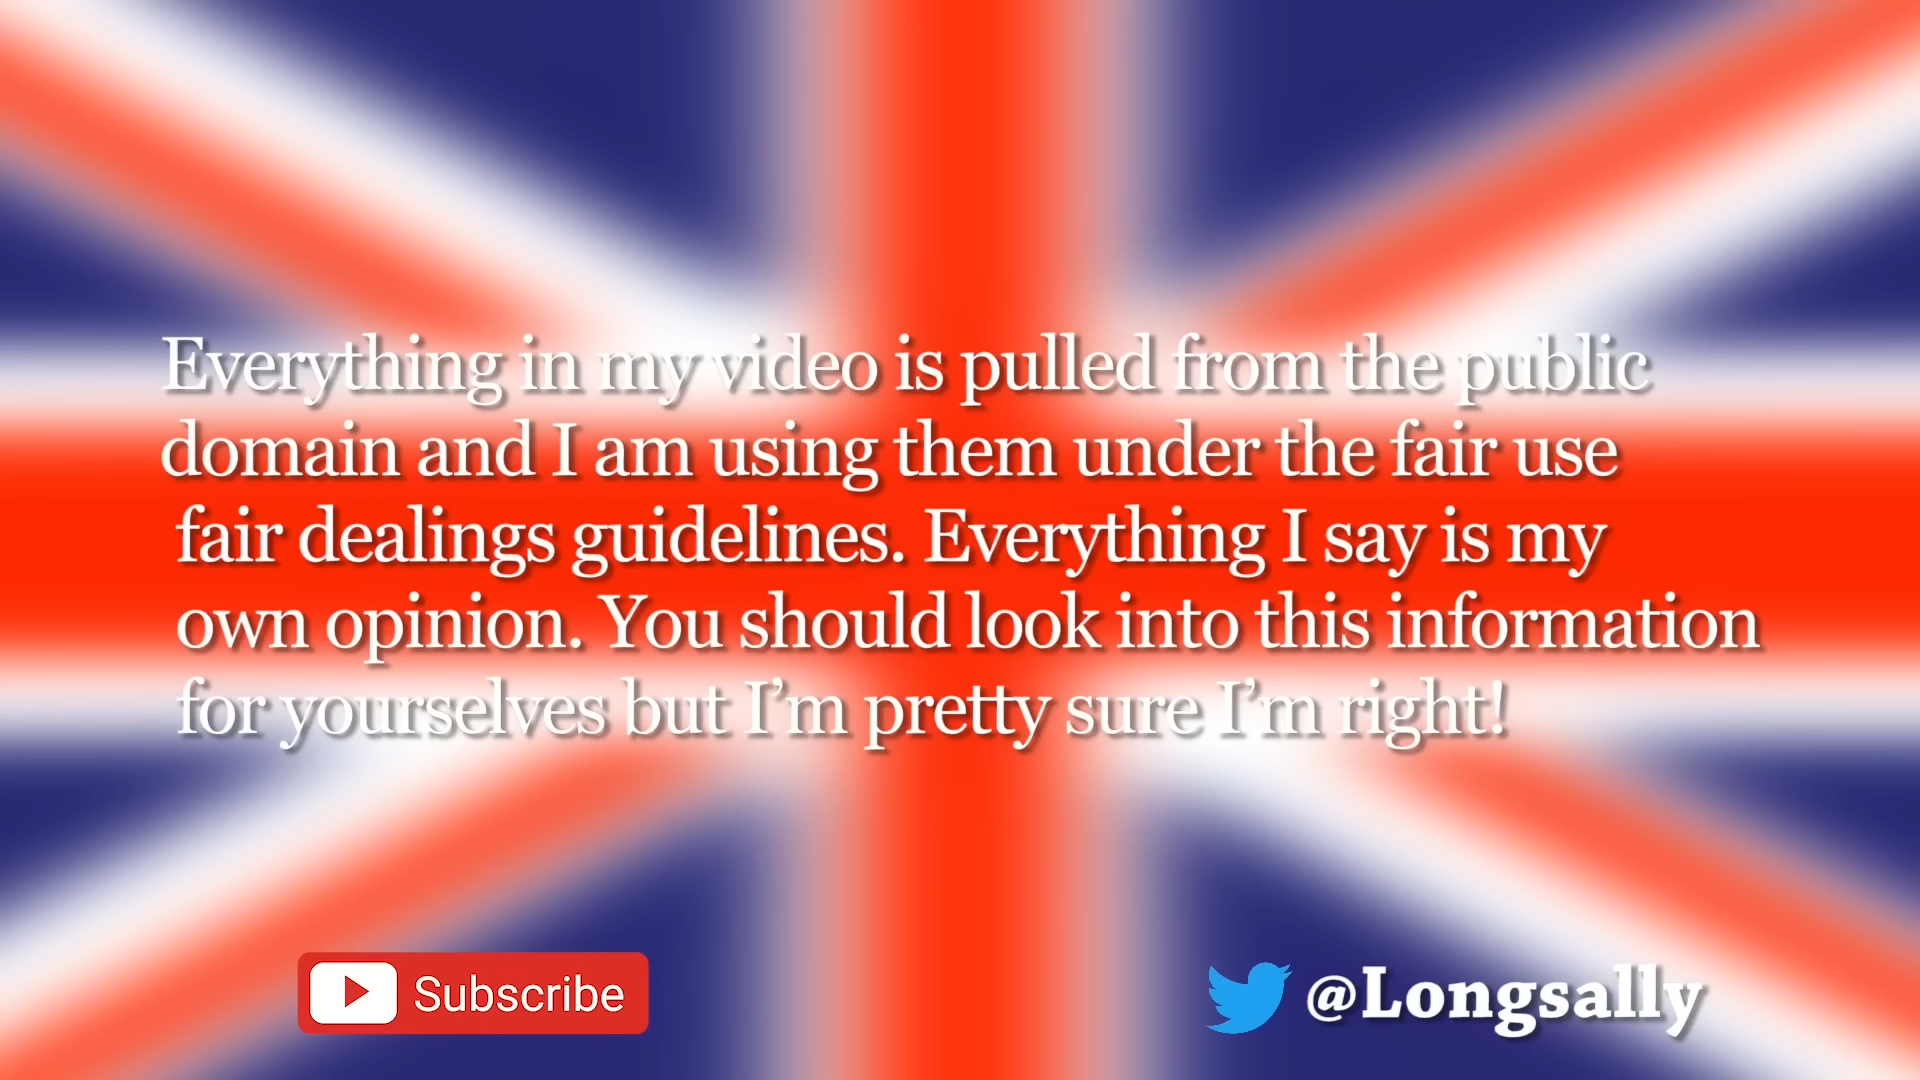 Everything in my video is pulled from the public
domain and I am using them under the fair use
fair dealings guidelines. Everything I say is my
own opinion. You should look into this information
for yourselves but I’m pretty sure I’m right!
Subscribe
@Longsally